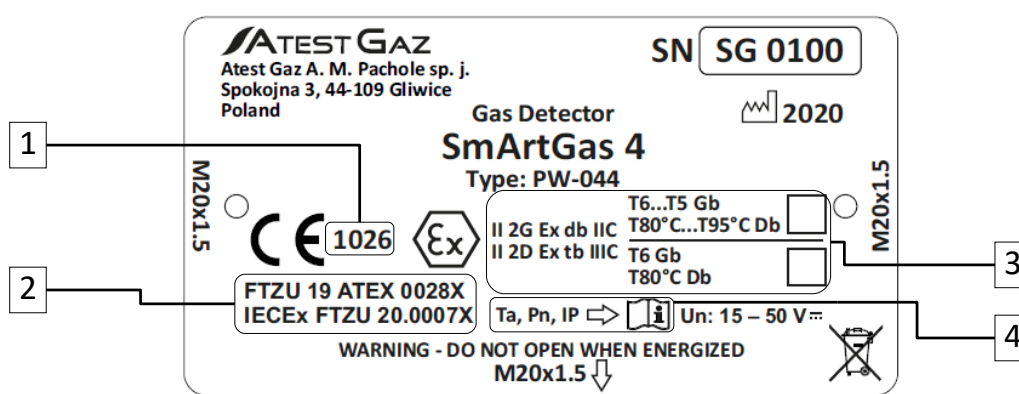 ATEST GAZ
Atest Gaz A. M. Pachole sp. j.
Spokojna 3, 44-109 Gliwice
Poland
SN SG 0100
2020
Gas Detector
SmArtGas 4
Type: PW-044
1
M20x1.5
M20x1.5
CE 1026
Ex
II 2G Ex db IIC
II 2D Ex tb IIIC
T6...T5 Gb
T80°C...T95°C Db
T6 Gb
T80°C Db
3
2
FTZU 19 ATEX 0028X
IECEx FTZU 20.0007X
Ta, Pn, IP ⇨ i Un: 15 – 50 V⎓
4
WARNING - DO NOT OPEN WHEN ENERGIZED
M20x1.5 ⇩